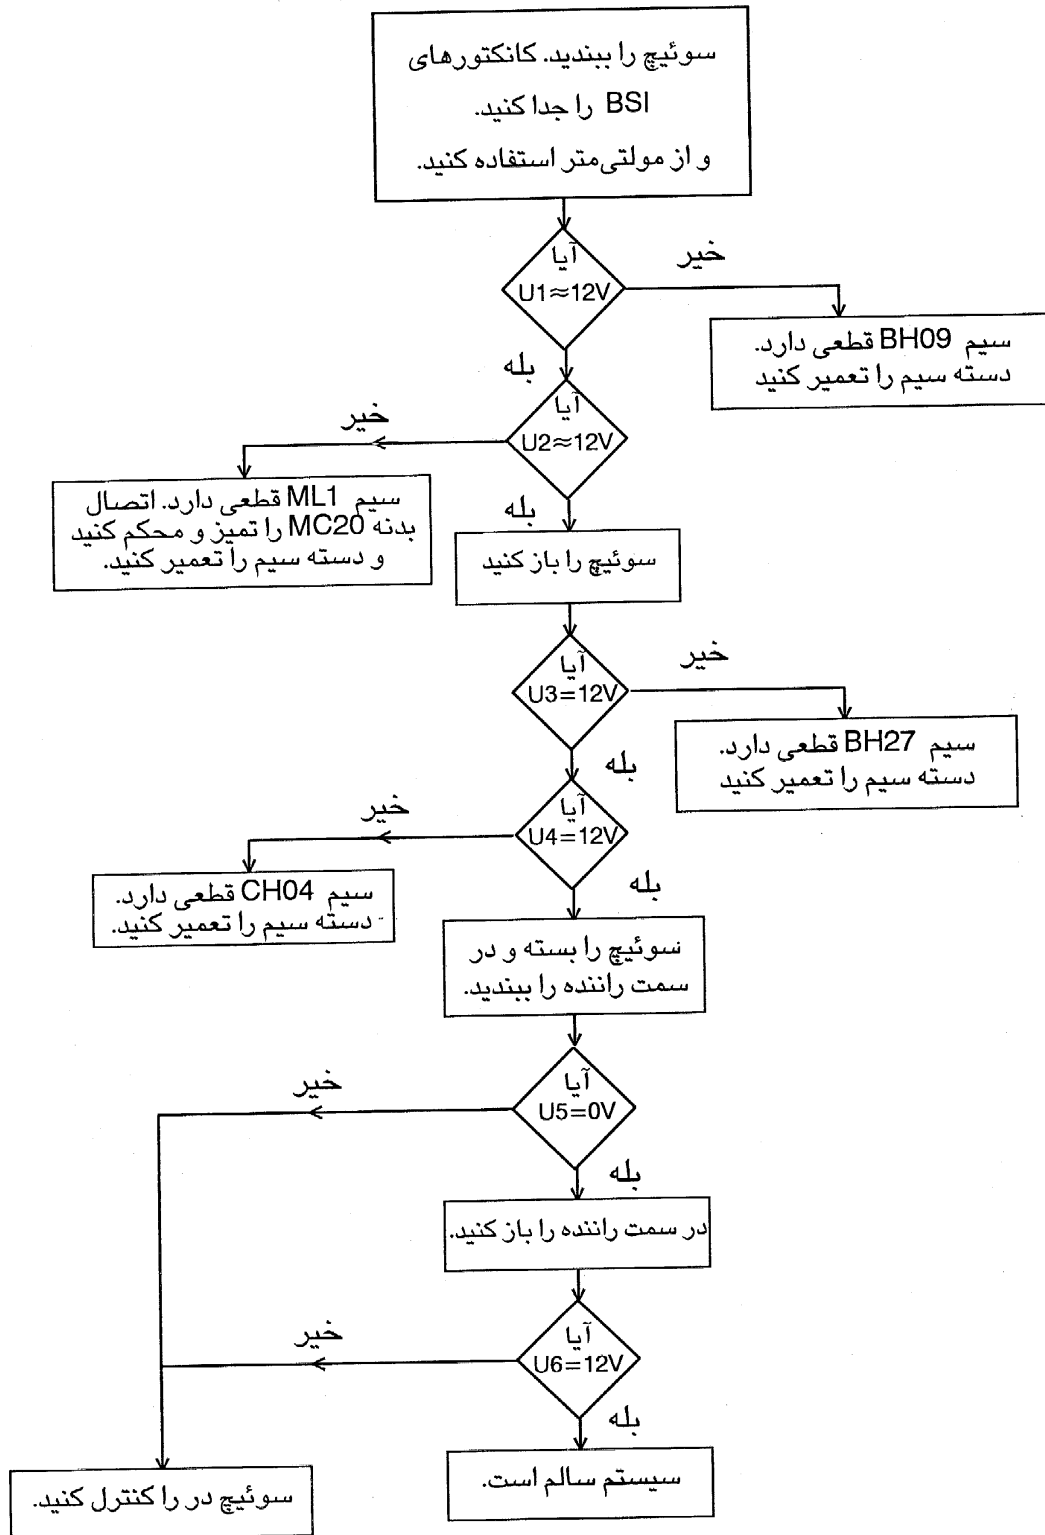 سوئیچ را ببندید. کانکتورهای
BSI را جدا کنید.
و از مولتی‌متر استفاده کنید.
آیا
U1≈12V
خیر
سیم BH09 قطعی دارد.
دسته سیم را تعمیر کنید
بله
آیا
U2≈12V
خیر
سیم ML1 قطعی دارد. اتصال
بدنه MC20 را تمیز و محکم کنید
و دسته سیم را تعمیر کنید.
بله
سوئیچ را باز کنید
آیا
U3=12V
خیر
سیم BH27 قطعی دارد.
دسته سیم را تعمیر کنید
بله
آیا
U4=12V
خیر
سیم CH04 قطعی دارد.
دسته سیم را تعمیر کنید.
بله
سوئیچ را بسته و در
سمت راننده را ببندید.
آیا
U5=0V
خیر
بله
در سمت راننده را باز کنید.
آیا
U6=12V
خیر
بله
سیستم سالم است.
سوئیچ در را کنترل کنید.